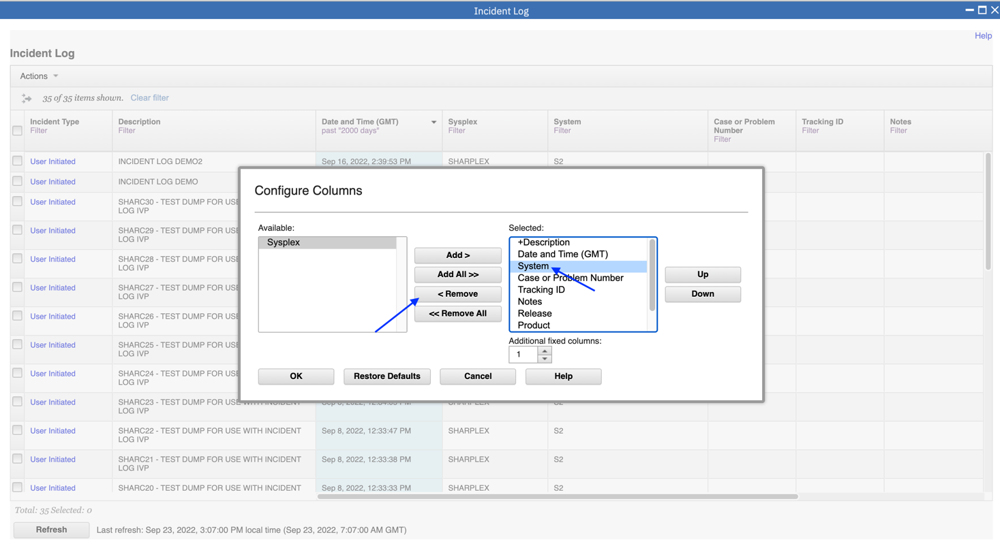 Incident Log
Help
Incident Log
Actions
35 of 35 items shown. Clear filter
Incident Type Description Date and Time (GMT) Sysplex System Case or Problem Number Tracking ID Notes
Filter Filter past "2000 days" Filter Filter Filter Filter Filter
User Initiated INCIDENT LOG DEMO2 Sep 16, 2022, 2:39:53 PM SHARPLEX S2
User Initiated INCIDENT LOG DEMO
User Initiated SHARC30 - TEST DUMP FOR USE
LOG IVP
User Initiated SHARC29 - TEST DUMP FOR USE
LOG IVP
User Initiated SHARC28 - TEST DUMP FOR USE
LOG IVP
User Initiated SHARC27 - TEST DUMP FOR USE
LOG IVP
User Initiated SHARC26 - TEST DUMP FOR USE
LOG IVP
User Initiated SHARC25 - TEST DUMP FOR USE
LOG IVP
User Initiated SHARC24 - TEST DUMP FOR USE
LOG IVP
User Initiated SHARC23 - TEST DUMP FOR USE WITH INCIDENT
LOG IVP
User Initiated SHARC22 - TEST DUMP FOR USE WITH INCIDENT Sep 8, 2022, 12:33:47 PM SHARPLEX S2
LOG IVP
User Initiated SHARC21 - TEST DUMP FOR USE WITH INCIDENT Sep 8, 2022, 12:33:38 PM SHARPLEX S2
LOG IVP
User Initiated SHARC20 - TEST DUMP FOR USE WITH INCIDENT Sep 8, 2022, 12:33:33 PM SHARPLEX S2
Configure Columns
Available:
Sysplex
Add >
Add All >>
< Remove
<< Remove All
Selected:
+Description
Date and Time (GMT)
System
Case or Problem Number
Tracking ID
Notes
Release
Product
Up
Down
Additional fixed columns:
1
OK Restore Defaults Cancel Help
Total: 35 Selected: 0
Refresh Last refresh: Sep 23, 2022, 3:07:00 PM local time (Sep 23, 2022, 7:07:00 AM GMT)